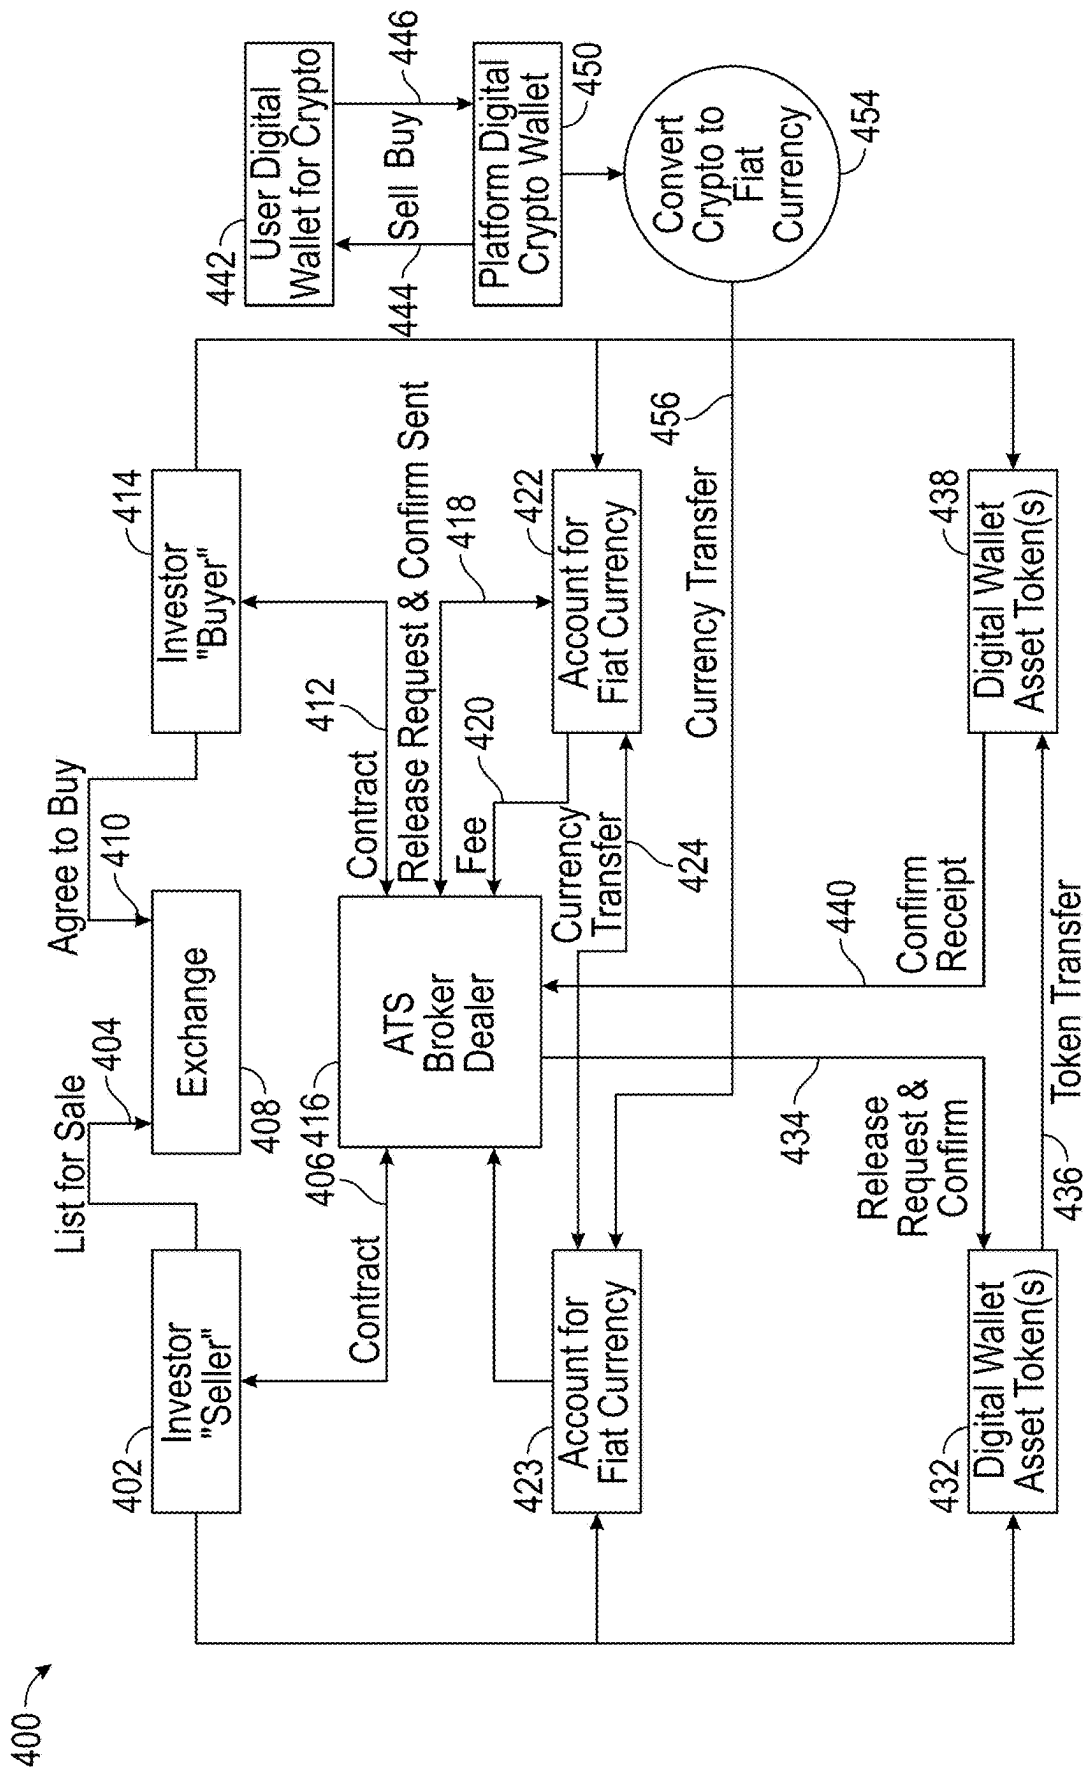 400
List for Sale
404
Agree to Buy
410
402
Investor
"Seller"
Exchange
408
414
Investor
"Buyer"
442
User Digital
Wallet for Crypto
444
Sell
Buy
446
Platform Digital
Crypto Wallet
450
Convert
Crypto to
Fiat
Currency
454
Contract
406
416
ATS
Broker
Dealer
Contract
412
Release Request & Confirm Sent
418
Fee
420
423
Account for
Fiat Currency
Currency
Transfer
424
422
Account for
Fiat Currency
Currency Transfer
456
Release
Request &
Confirm
434
440
Confirm
Receipt
432
Digital Wallet
Asset Token(s)
436
Token Transfer
438
Digital Wallet
Asset Token(s)